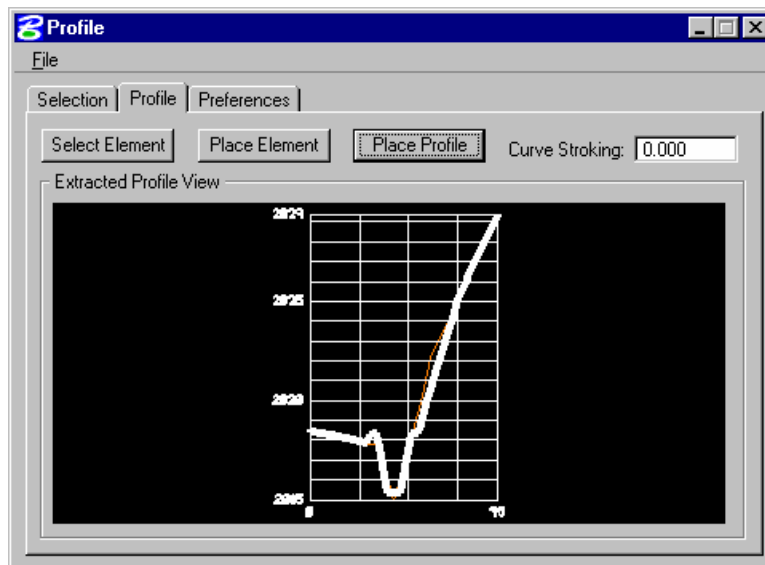 Profile
File
Selection
Profile
Preferences
Select Element
Place Element
Place Profile
Curve Stroking: 0.000
Extracted Profile View
2029
2025
2020
0